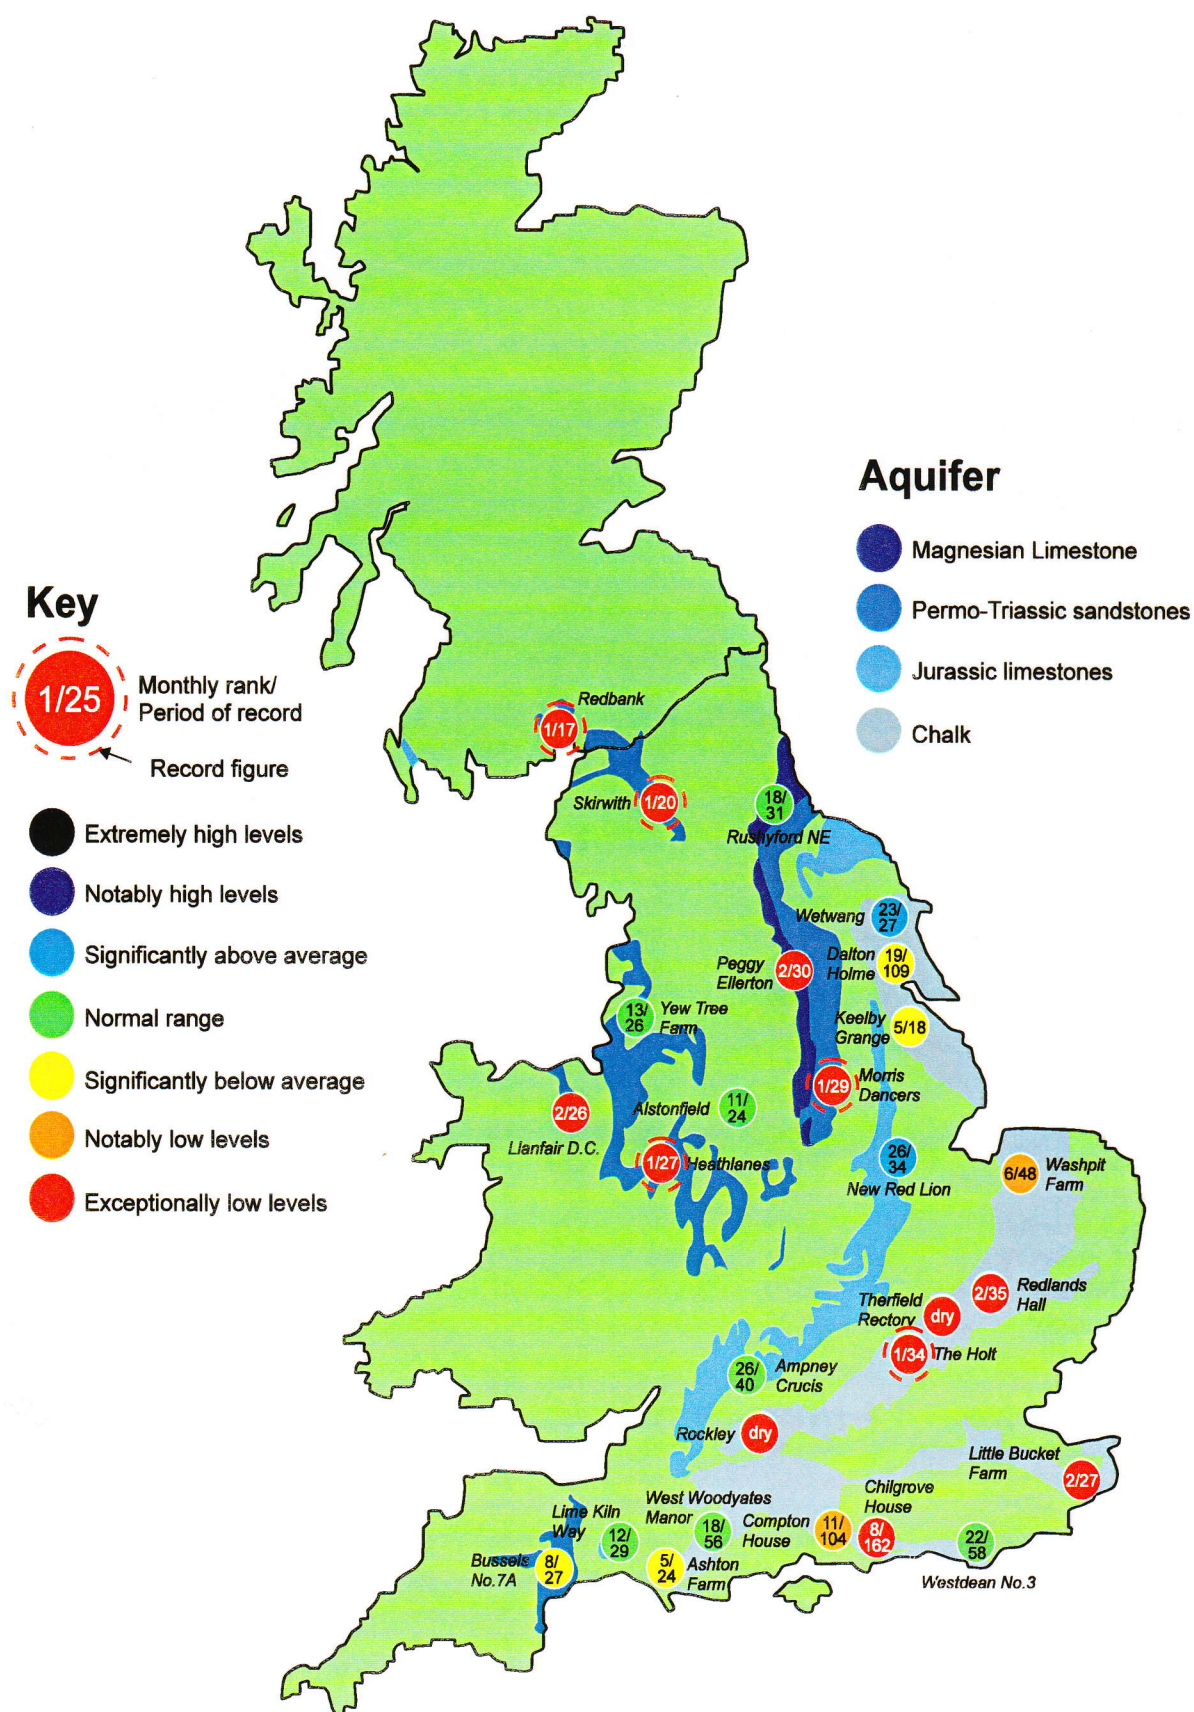 Aquifer
Magnesian Limestone
Permo-Triassic sandstones
Jurassic limestones
Chalk
Key
1/25
Monthly rank/
Period of record
Record figure
Extremely high levels
Notably high levels
Significantly above average
Normal range
Significantly below average
Notably low levels
Exceptionally low levels
Redbank
1/17
Skirwith
1/20
18/
31
Rushyford NE
Wetwang
23/
27
Peggy
Ellerton
2/30
Dalton
Holme
19/
109
Yew Tree
Farm
13/
26
Keelby
Grange
5/18
Morris
Dancers
1/29
2/26
Llanfair D.C.
Alstonfield
11/
24
1/27
Heathlanes
26/
34
New Red Lion
6/48
Washpit
Farm
2/35
Redlands
Hall
Therfield
Rectory
dry
1/34
The Holt
26/
40
Ampney
Crucis
Rockley
dry
Little Bucket
Farm
2/27
Chilgrove
House
8/
162
West Woodyates
Manor
18/
56
Compton
House
11/
104
Lime Kiln
Way
12/
29
22/
58
Westdean No.3
Bussels
No.7A
8/
27
5/
24
Ashton
Farm